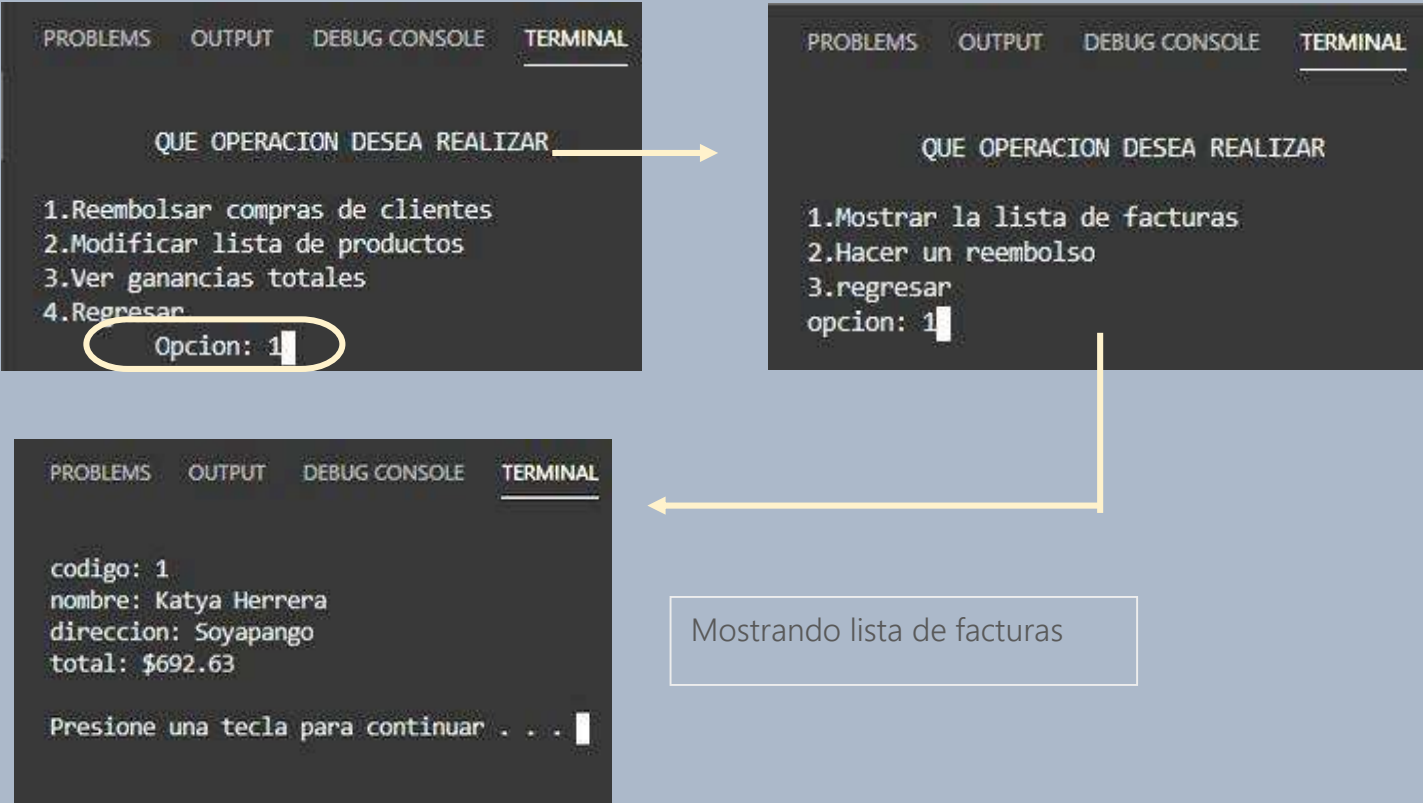 PROBLEMS OUTPUT DEBUG CONSOLE TERMINAL
QUE OPERACION DESEA REALIZAR
1.Reembolsar compras de clientes
2.Modificar lista de productos
3.Ver ganancias totales
4.Regresar
Opcion: 1
PROBLEMS OUTPUT DEBUG CONSOLE TERMINAL
QUE OPERACION DESEA REALIZAR
1.Mostrar la lista de facturas
2.Hacer un reembolso
3.regresar
opcion: 1
PROBLEMS OUTPUT DEBUG CONSOLE TERMINAL
codigo: 1
nombre: Katya Herrera
direccion: Soyapango
total: $692.63
Presione una tecla para continuar . . .
Mostrando lista de facturas